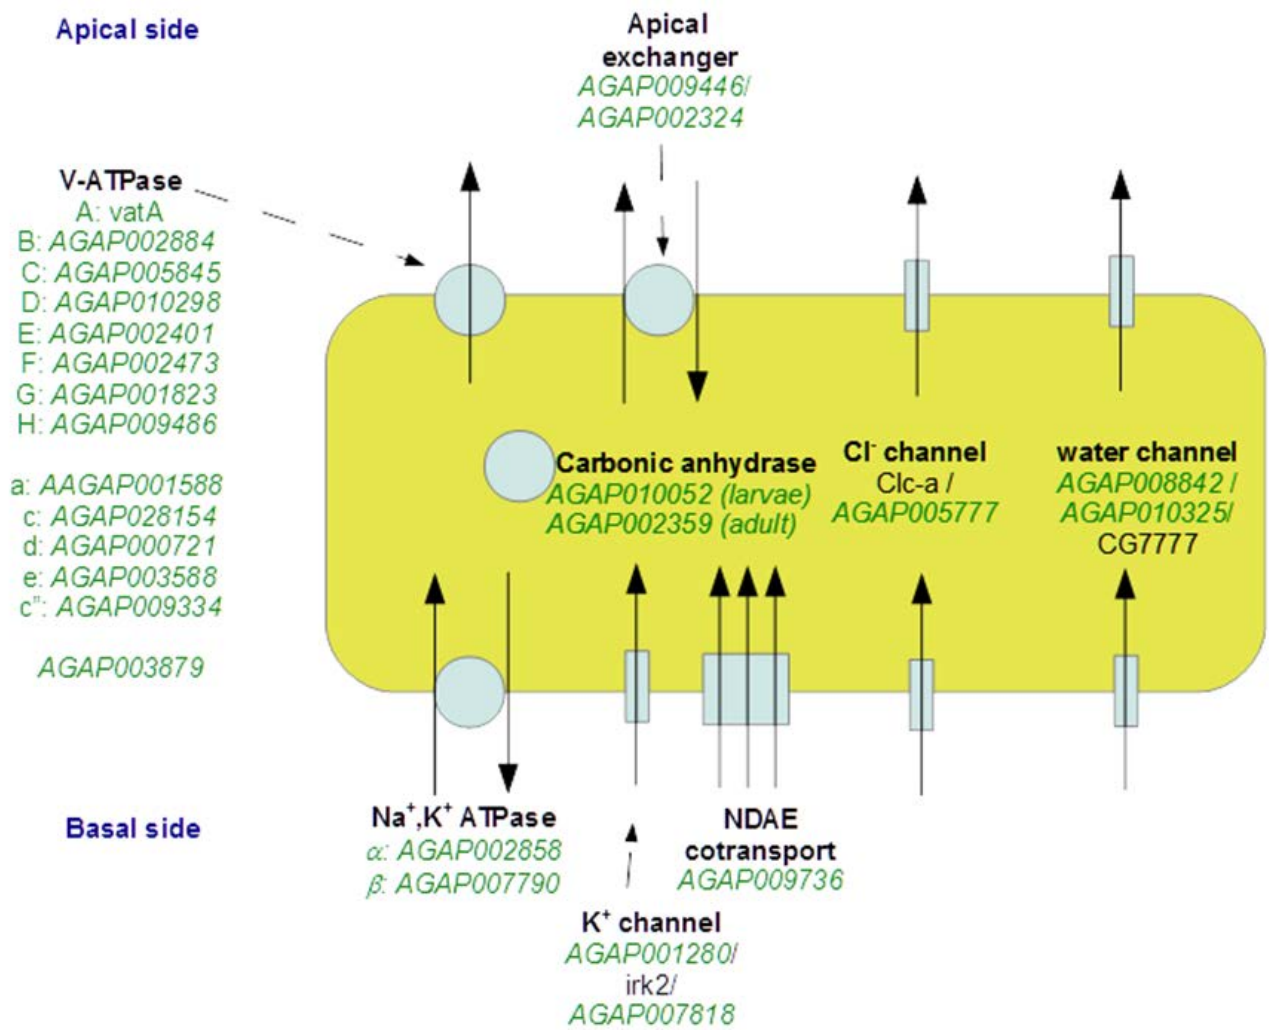 Apical side
Apical
exchanger
AGAP009446/
AGAP002324
V-ATPase
A: vatA
B: AGAP002884
C: AGAP005845
D: AGAP010298
E: AGAP002401
F: AGAP002473
G: AGAP001823
H: AGAP009486
a: AAGAP001588
c: AGAP028154
d: AGAP000721
e: AGAP003588
c": AGAP009334
AGAP003879
Carbonic anhydrase
AGAP010052 (larvae)
AGAP002359 (adult)
Cl⁻ channel
Clc-a /
AGAP005777
water channel
AGAP008842 /
AGAP010325/
CG7777
Basal side
Na⁺,K⁺ ATPase
α: AGAP002858
β: AGAP007790
NDAE
cotransport
AGAP009736
K⁺ channel
AGAP001280/
irk2/
AGAP007818